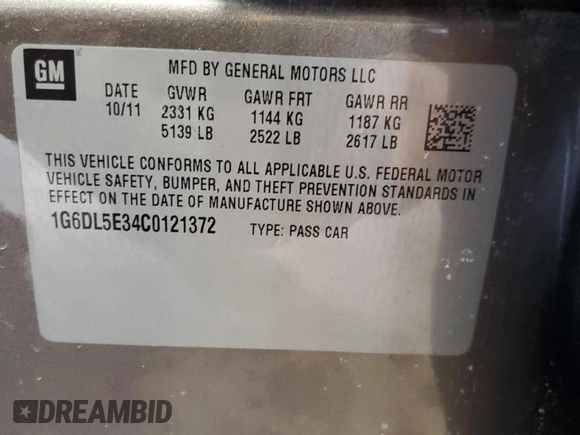 GM
MFD BY GENERAL MOTORS LLC
DATE GVWR GAWR FRT GAWR RR
10/11 2331 KG 1144 KG 1187 KG
5139 LB 2522 LB 2617 LB
THIS VEHICLE CONFORMS TO ALL APPLICABLE U.S. FEDERAL MOTOR
VEHICLE SAFETY, BUMPER, AND THEFT PREVENTION STANDARDS IN
EFFECT ON THE DATE OF MANUFACTURE SHOWN ABOVE.
1G6DL5E34C0121372 TYPE: PASS CAR
DREAMBID